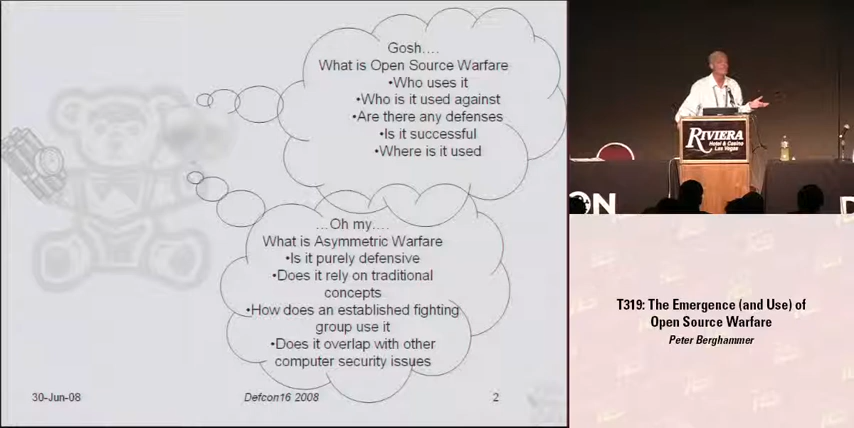 Gosh....
What is Open Source Warfare
•Who uses it
•Who is it used against
•Are there any defenses
•Is it successful
•Where is it used
...Oh my....
What is Asymmetric Warfare
•Is it purely defensive
•Does it rely on traditional
concepts
•How does an established fighting
group use it
•Does it overlap with other
computer security issues
30-Jun-08
Defcon16 2008
2
RIVIERA
Hotel & Casino
Las Vegas
ON
D
T319: The Emergence (and Use) of
Open Source Warfare
Peter Berghammer